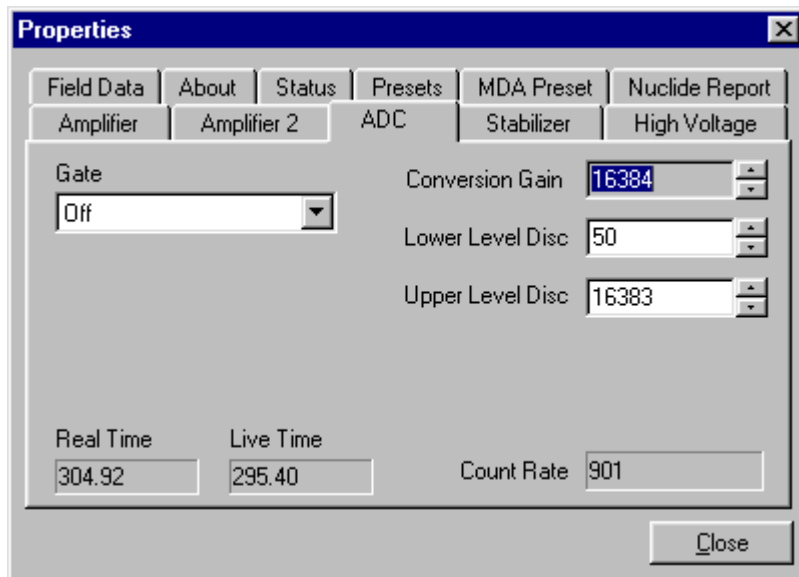 Properties
Field Data About Status Presets MDA Preset Nuclide Report
Amplifier Amplifier 2 ADC Stabilizer High Voltage
Gate
Off
Conversion Gain 16384
Lower Level Disc 50
Upper Level Disc 16383
Real Time Live Time
304.92 295.40
Count Rate 901
Close